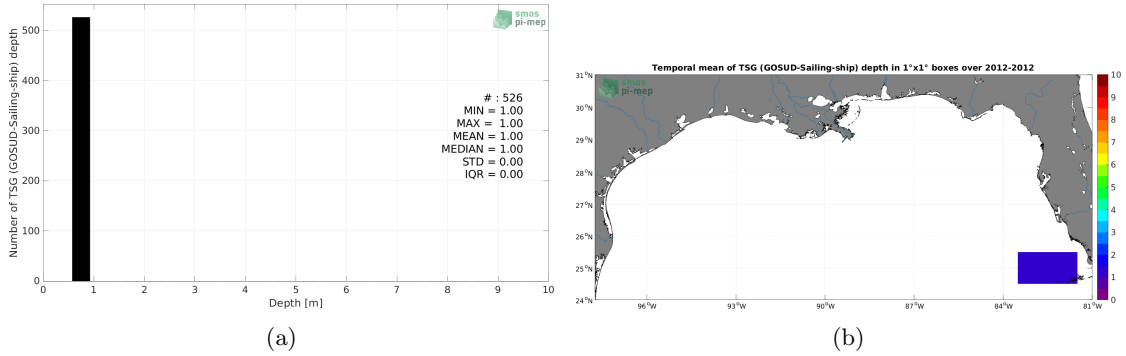 smos
pi-mep
Number of TSG (GOSUD-Sailing-ship) depth
500
400
300
200
100
0
# : 526
MIN = 1.00
MAX = 1.00
MEAN = 1.00
MEDIAN = 1.00
STD = 0.00
IQR = 0.00
0 1 2 3 4 5 6 7 8 9 10
Depth [m]
(a)
Temporal mean of TSG (GOSUD-Sailing-ship) depth in 1°x1° boxes over 2012-2012
smos
pi-mep
31°N
30°N
29°N
28°N
27°N
26°N
25°N
24°N
96°W 93°W 90°W 87°W 84°W 81°W
10
9
8
7
6
5
4
3
2
1
0
(b)